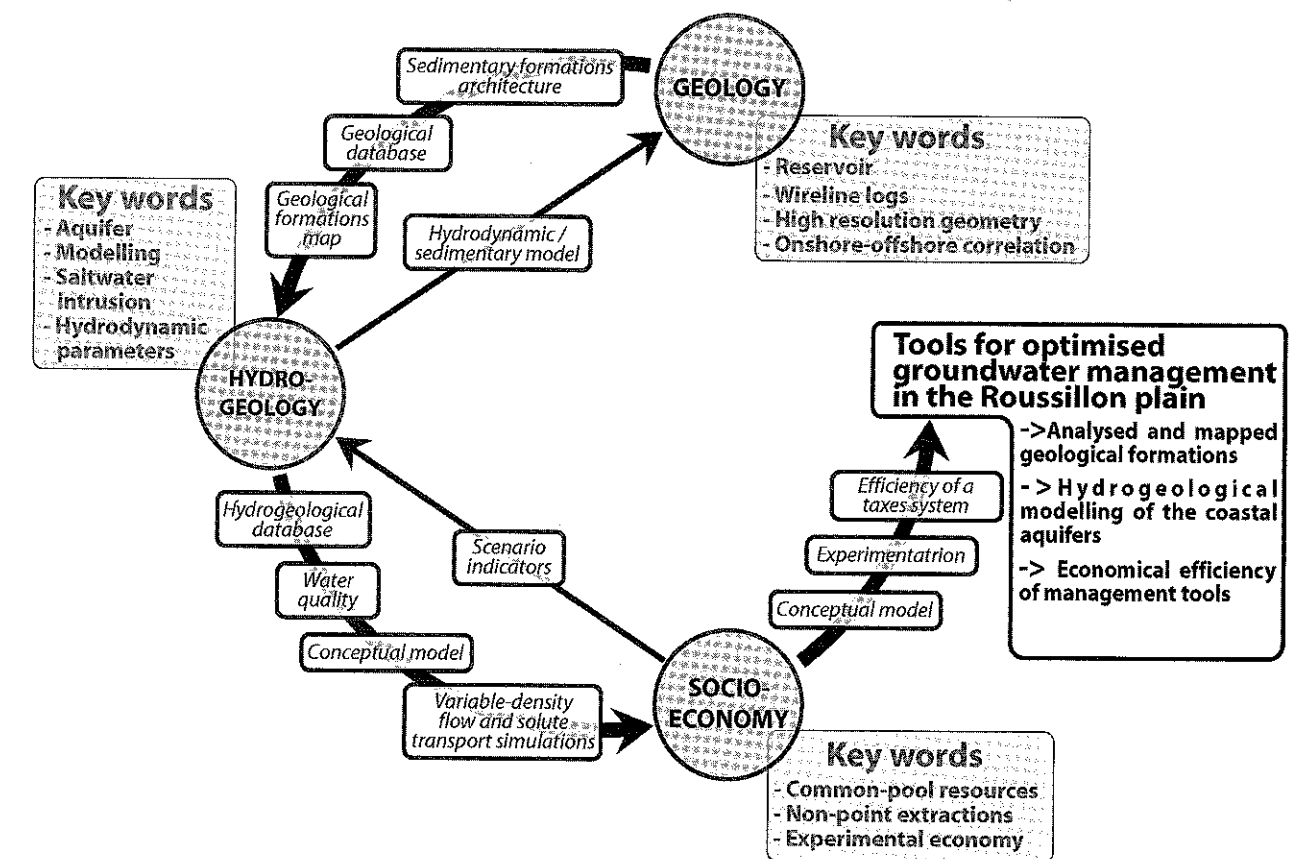 Sedimentary formations
architecture
GEOLOGY
Geological
database
Geological
formations
map
Hydrodynamic /
sedimentary model
Key words
- Reservoir
- Wireline logs
- High resolution geometry
- Onshore-offshore correlation
Key words
- Aquifer
- Modelling
- Saltwater
intrusion
- Hydrodynamic
parameters
HYDRO-
GEOLOGY
Tools for optimised
groundwater management
in the Roussillon plain
->Analysed and mapped
geological formations
-> Hydrogeological
modelling of the coastal
aquifers
-> Economical efficiency
of management tools
Hydrogeological
database
Water
quality
Conceptual model
Variable-density
flow and solute
transport simulations
Scenario
indicators
Efficiency of a
taxes system
Experimentatrion
Conceptual model
SOCIO-
ECONOMY
Key words
- Common-pool resources
- Non-point extractions
- Experimental economy